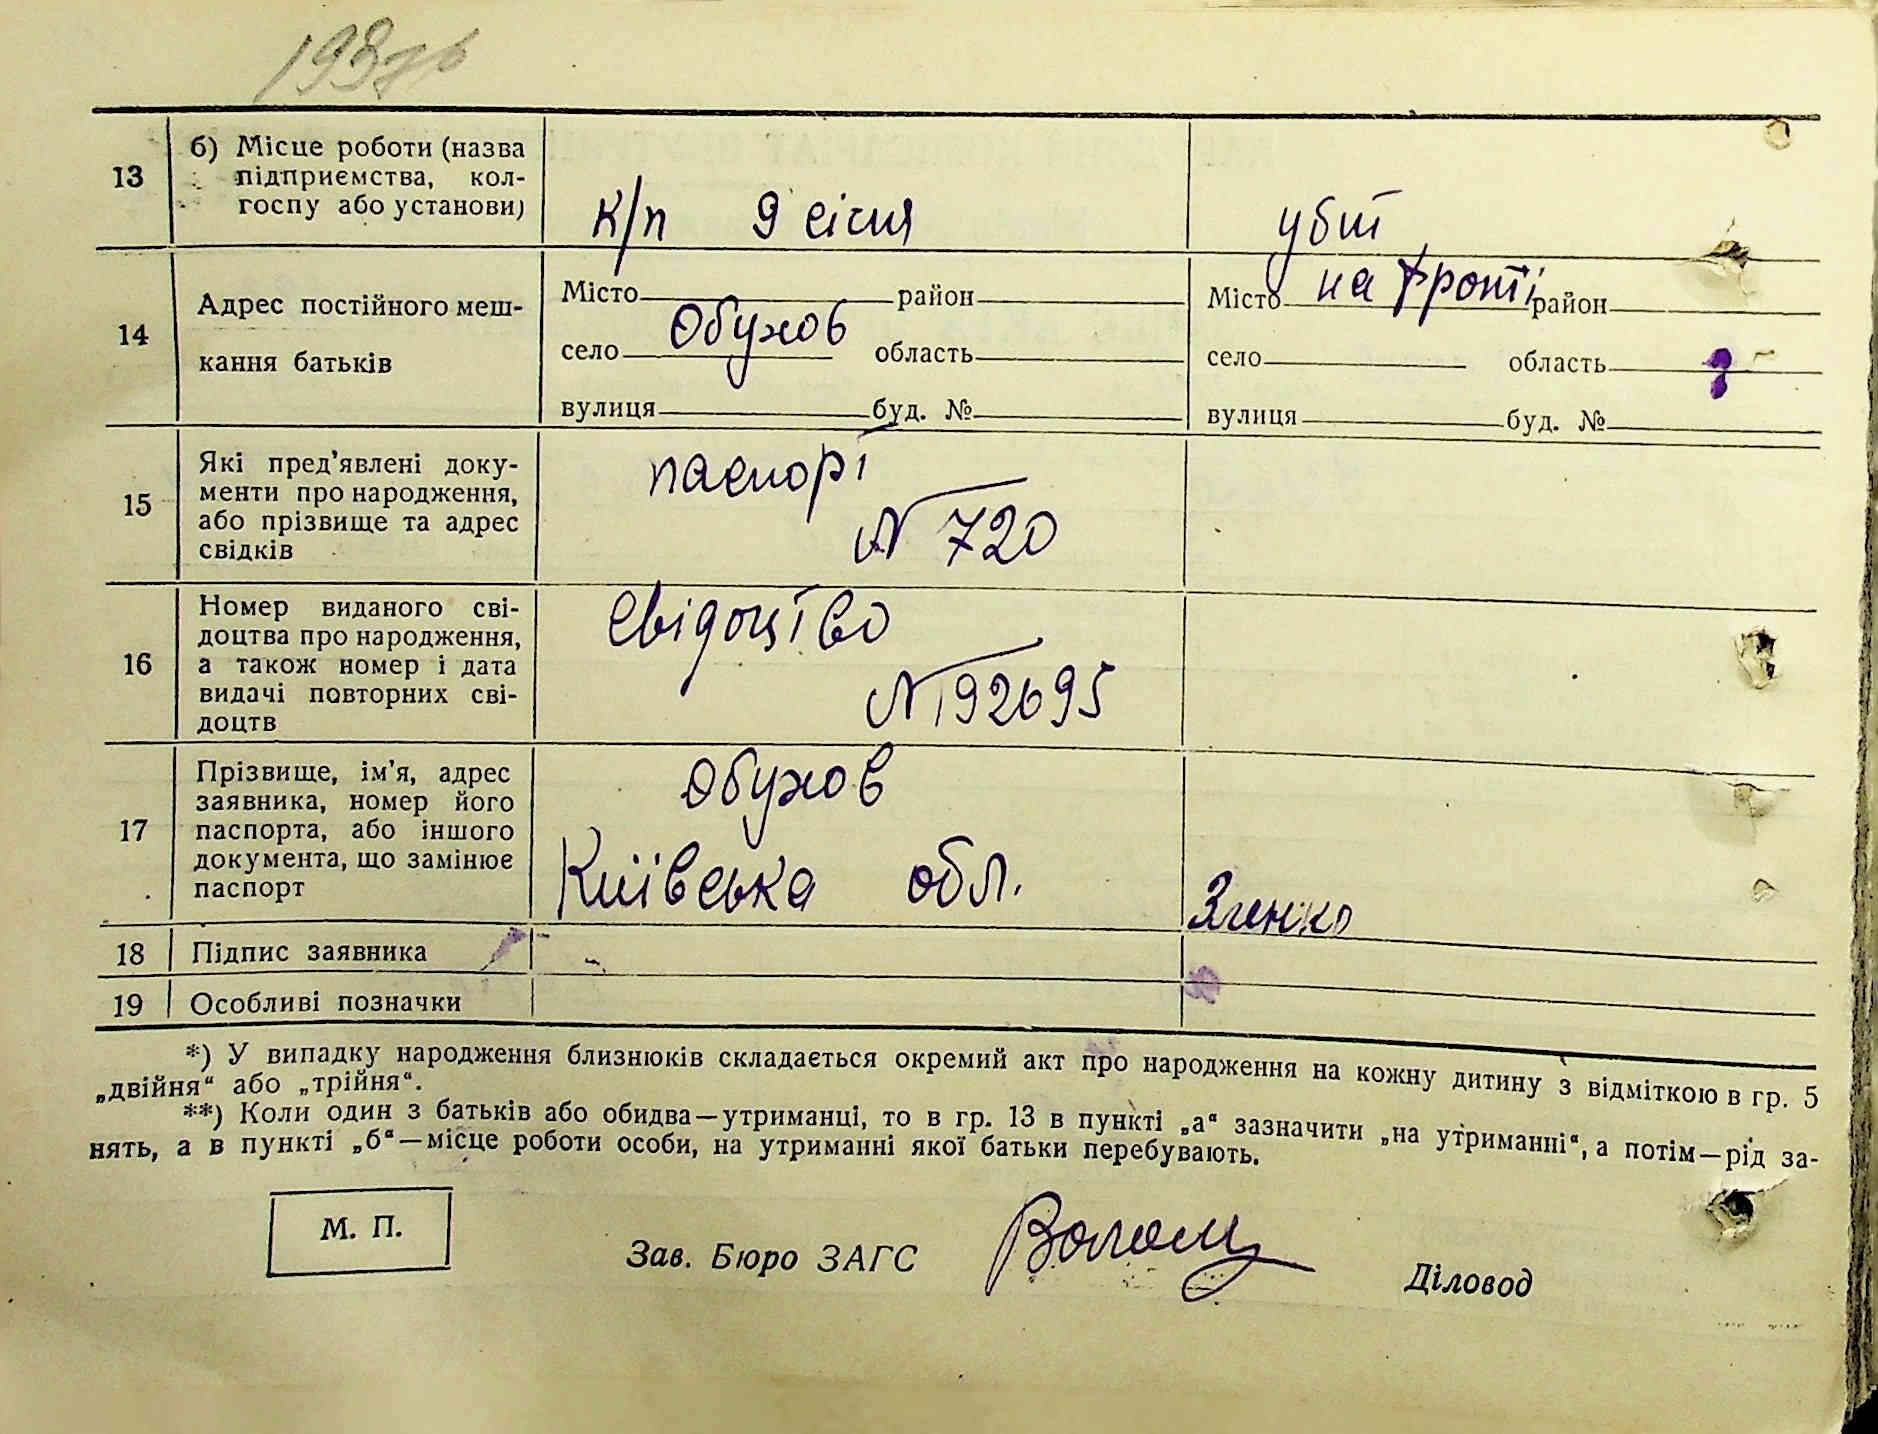 1937р
13 б) Місце роботи (назва
підприємства, кол-
госпу або установи)
к/п 9 січня
убит
на фронті
14 Адрес постійного меш-
кання батьків
Місто район
село Обухов область
вулиця буд. №
Місто район
село область
вулиця буд. №
15 Які пред’явлені доку-
менти про народження,
або прізвище та адрес
свідків
паспорт
N 720
16 Номер виданого сві-
доцтва про народження,
а також номер і дата
видачі повторних сві-
доцтв
свідоцтво
N 192695
17 Прізвище, ім’я, адрес
заявника, номер його
паспорта, або іншого
документа, що замінює
паспорт
Обухов
Київська обл.
18 Підпис заявника
19 Особливі позначки
*) У випадку народження близнюків складається окремий акт про народження на кожну дитину з відміткою в гр. 5
„двійня“ або „трійня“.
**) Коли один з батьків або обидва—утриманці, то в гр. 13 в пункті „а“ зазначити „на утриманні“, а потім—рід за-
нять, а в пункті „б“—місце роботи особи, на утриманні якої батьки перебувають.
М. П.
Зав. Бюро ЗАГС
Діловод